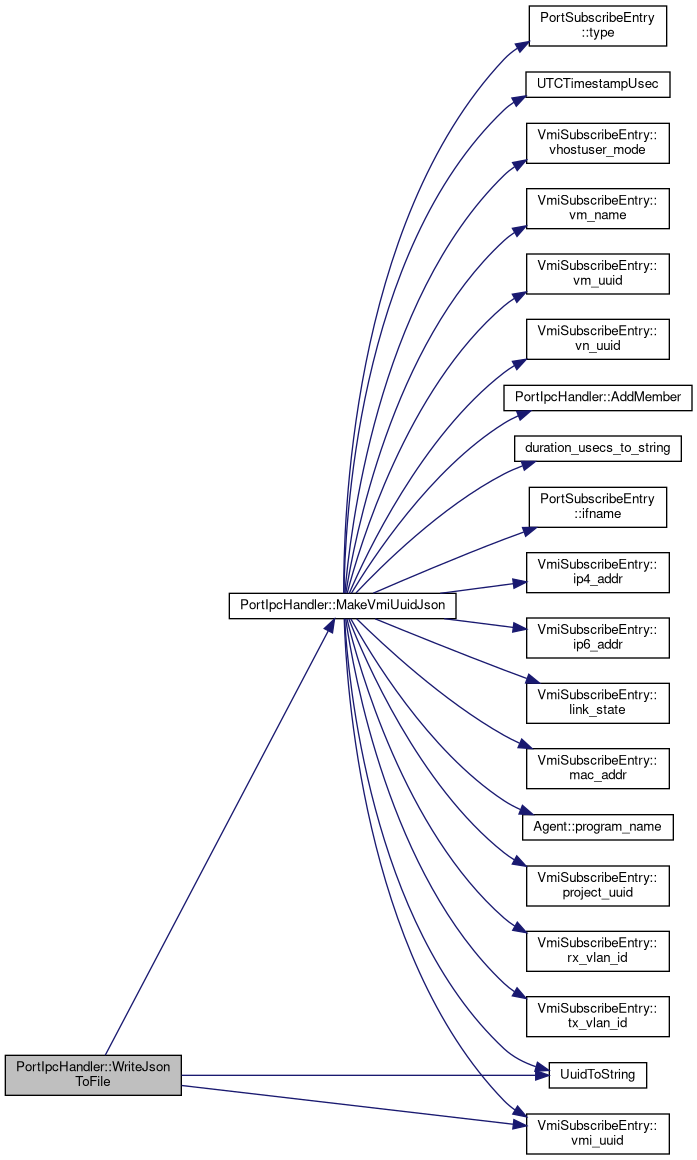 PortSubscribeEntry
::type
UTCTimestampUsec
VmiSubscribeEntry::
vhostuser_mode
VmiSubscribeEntry::
vm_name
VmiSubscribeEntry::
vm_uuid
VmiSubscribeEntry::
vn_uuid
PortIpcHandler::AddMember
duration_usecs_to_string
PortSubscribeEntry
::ifname
VmiSubscribeEntry::
ip4_addr
PortIpcHandler::MakeVmiUuidJson
VmiSubscribeEntry::
ip6_addr
VmiSubscribeEntry::
link_state
VmiSubscribeEntry::
mac_addr
Agent::program_name
VmiSubscribeEntry::
project_uuid
VmiSubscribeEntry::
rx_vlan_id
VmiSubscribeEntry::
tx_vlan_id
PortIpcHandler::WriteJson
ToFile
UuidToString
VmiSubscribeEntry::
vmi_uuid